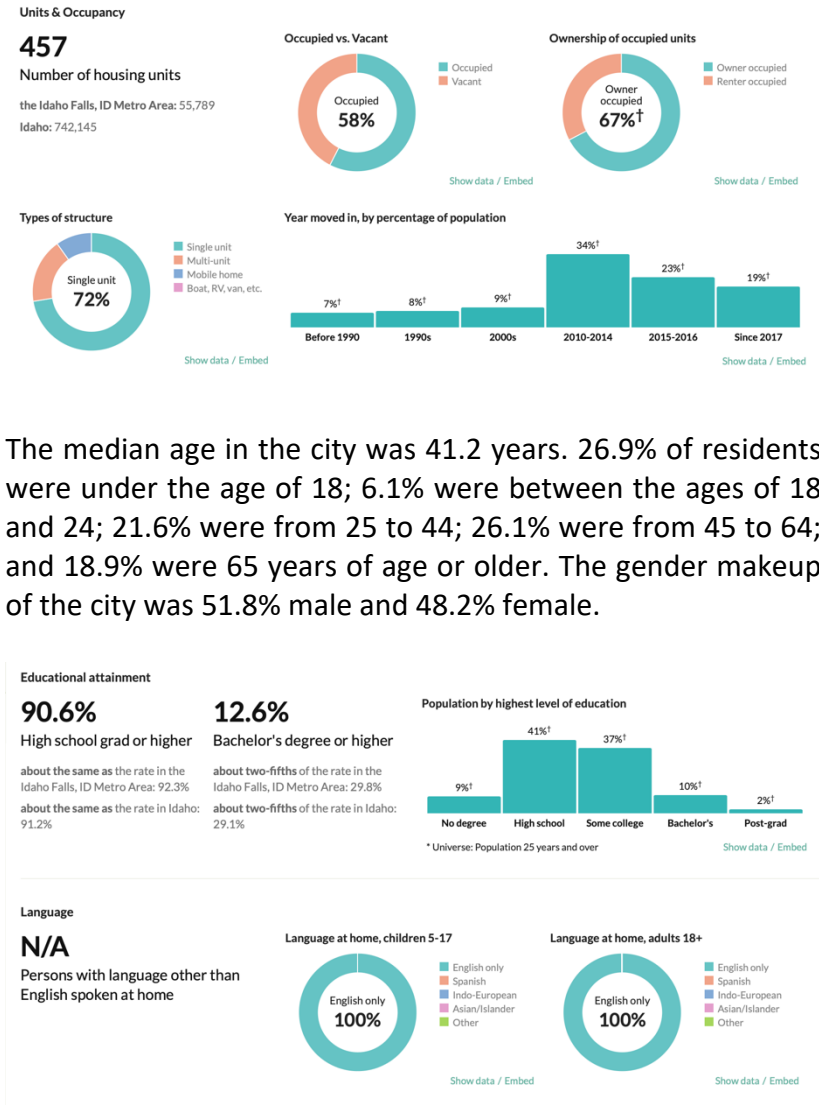 Units & Occupancy
457
Number of housing units
the Idaho Falls, ID Metro Area: 55,789
Idaho: 742,145
Occupied vs. Vacant
Occupied
58%
Occupied
Vacant
Show data / Embed
Ownership of occupied units
Owner
occupied
67%†
Owner occupied
Renter occupied
Show data / Embed
Types of structure
Single unit
72%
Single unit
Multi-unit
Mobile home
Boat, RV, van, etc.
Show data / Embed
Year moved in, by percentage of population
7%† 8%† 9%† 34%† 23%† 19%†
Before 1990 1990s 2000s 2010-2014 2015-2016 Since 2017
Show data / Embed
The median age in the city was 41.2 years. 26.9% of residents
were under the age of 18; 6.1% were between the ages of 18
and 24; 21.6% were from 25 to 44; 26.1% were from 45 to 64;
and 18.9% were 65 years of age or older. The gender makeup
of the city was 51.8% male and 48.2% female.
Educational attainment
90.6%
High school grad or higher
about the same as the rate in the
Idaho Falls, ID Metro Area: 92.3%
about the same as the rate in Idaho:
91.2%
12.6%
Bachelor's degree or higher
about two-fifths of the rate in the
Idaho Falls, ID Metro Area: 29.8%
about two-fifths of the rate in Idaho:
29.1%
Population by highest level of education
9%† 41%† 37%† 10%† 2%†
No degree High school Some college Bachelor's Post-grad
* Universe: Population 25 years and over
Show data / Embed
Language
N/A
Persons with language other than
English spoken at home
Language at home, children 5-17
English only
100%
English only
Spanish
Indo-European
Asian/Islander
Other
Show data / Embed
Language at home, adults 18+
English only
100%
English only
Spanish
Indo-European
Asian/Islander
Other
Show data / Embed